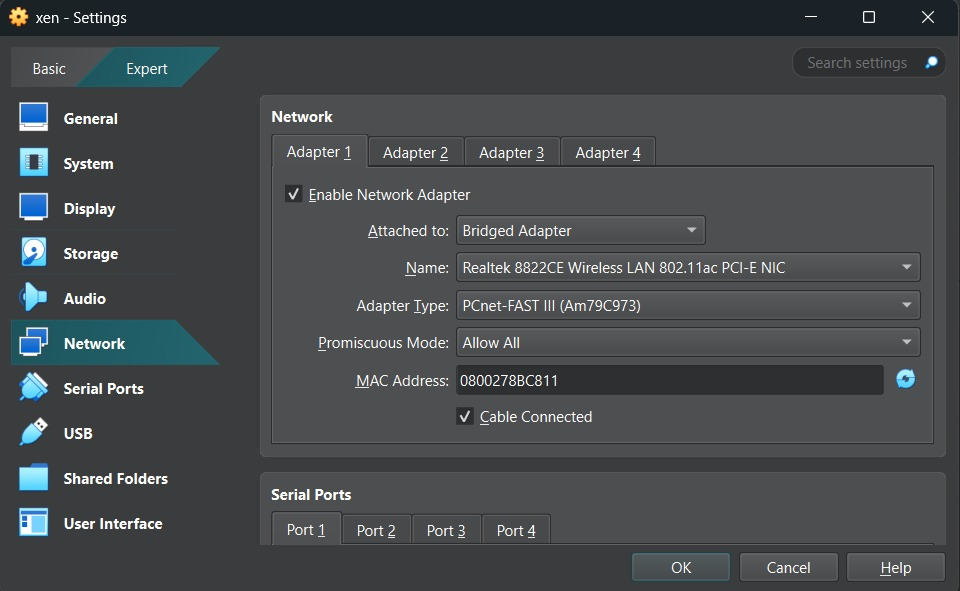 xen - Settings
Basic
Expert
Search settings
General
System
Display
Storage
Audio
Network
Serial Ports
USB
Shared Folders
User Interface
Network
Adapter 1
Adapter 2
Adapter 3
Adapter 4
Enable Network Adapter
Attached to: Bridged Adapter
Name: Realtek 8822CE Wireless LAN 802.11ac PCI-E NIC
Adapter Type: PCnet-FAST III (Am79C973)
Promiscuous Mode: Allow All
MAC Address: 0800278BC811
Cable Connected
Serial Ports
Port 1
Port 2
Port 3
Port 4
OK
Cancel
Help